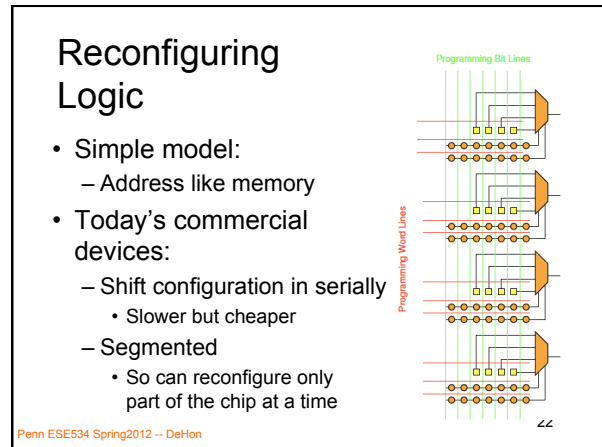 Reconfiguring
Logic
• Simple model:
– Address like memory
• Today's commercial
devices:
– Shift configuration in serially
• Slower but cheaper
– Segmented
• So can reconfigure only
part of the chip at a time
Programming Bit Lines
Programming Word Lines
Penn ESE534 Spring2012 -- DeHon
22